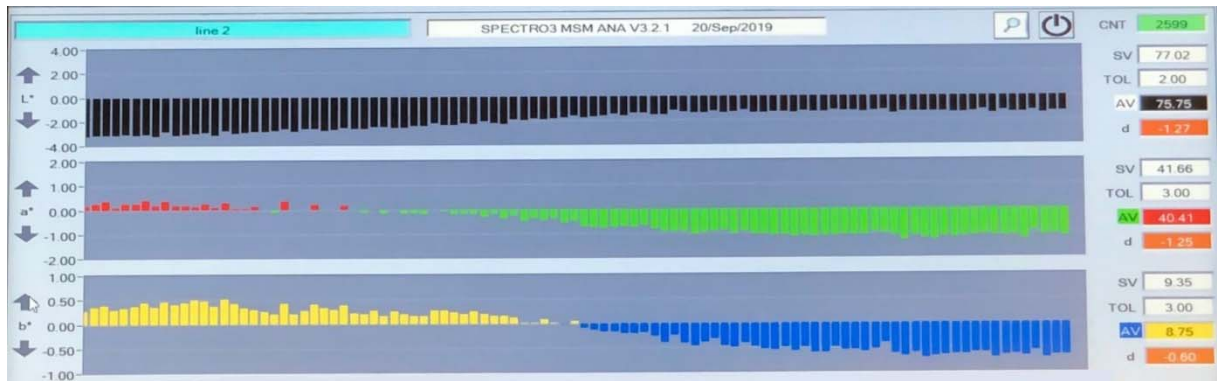 line 2 SPECTRO3 MSM ANA V3.2.1 20/Sep/2019 CNT 2599
4.00
2.00
L* 0.00
-2.00
-4.00
SV 77.02
TOL 2.00
AV 75.75
d -1.27
2.00
1.00
a* 0.00
-1.00
-2.00
SV 41.66
TOL 3.00
AV 40.41
d -1.25
1.00
0.50
b* 0.00
-0.50
-1.00
SV 9.35
TOL 3.00
AV 8.75
d -0.60